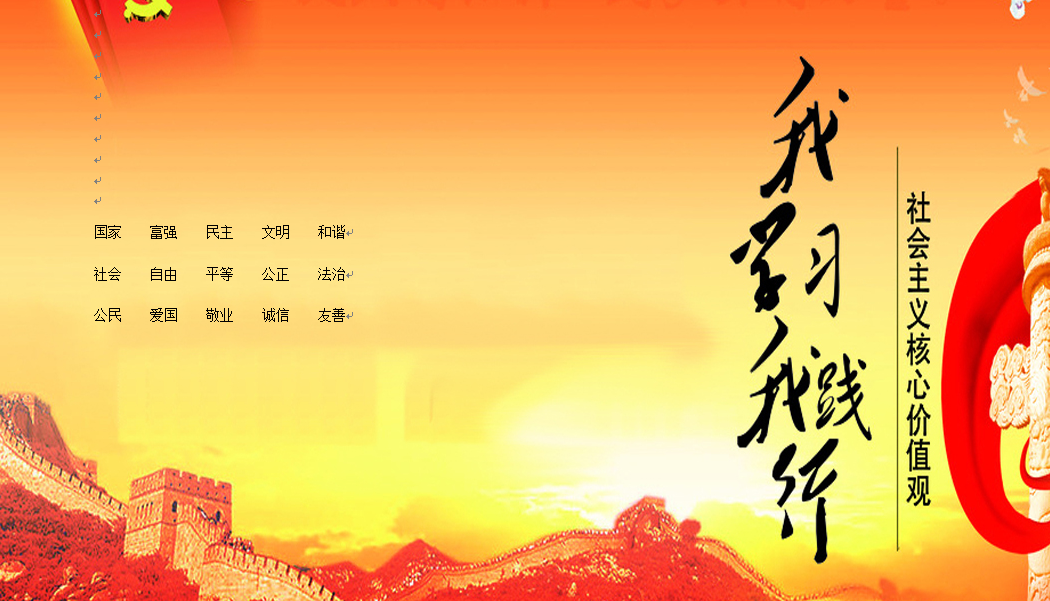 国家 富强 民主 文明 和谐
社会 自由 平等 公正 法治
公民 爱国 敬业 诚信 友善
我学习我践行
社会主义核心价值观